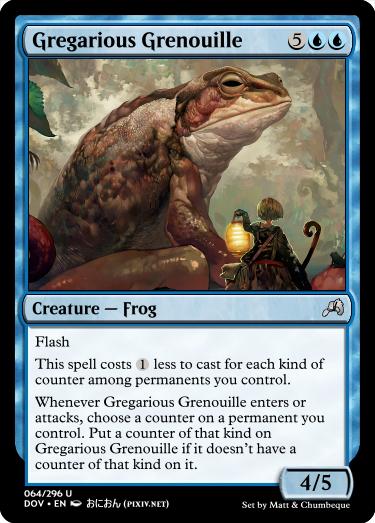 Gregarious Grenouille 5
Creature — Frog
Flash
This spell costs 1 less to cast for each kind of
counter among permanents you control.
Whenever Gregarious Grenouille enters or
attacks, choose a counter on a permanent you
control. Put a counter of that kind on
Gregarious Grenouille if it doesn't have a
counter of that kind on it.
4/5
064/296 U
DOV • EN おにおん (PIXIV.NET)
Set by Matt & Chumbeque